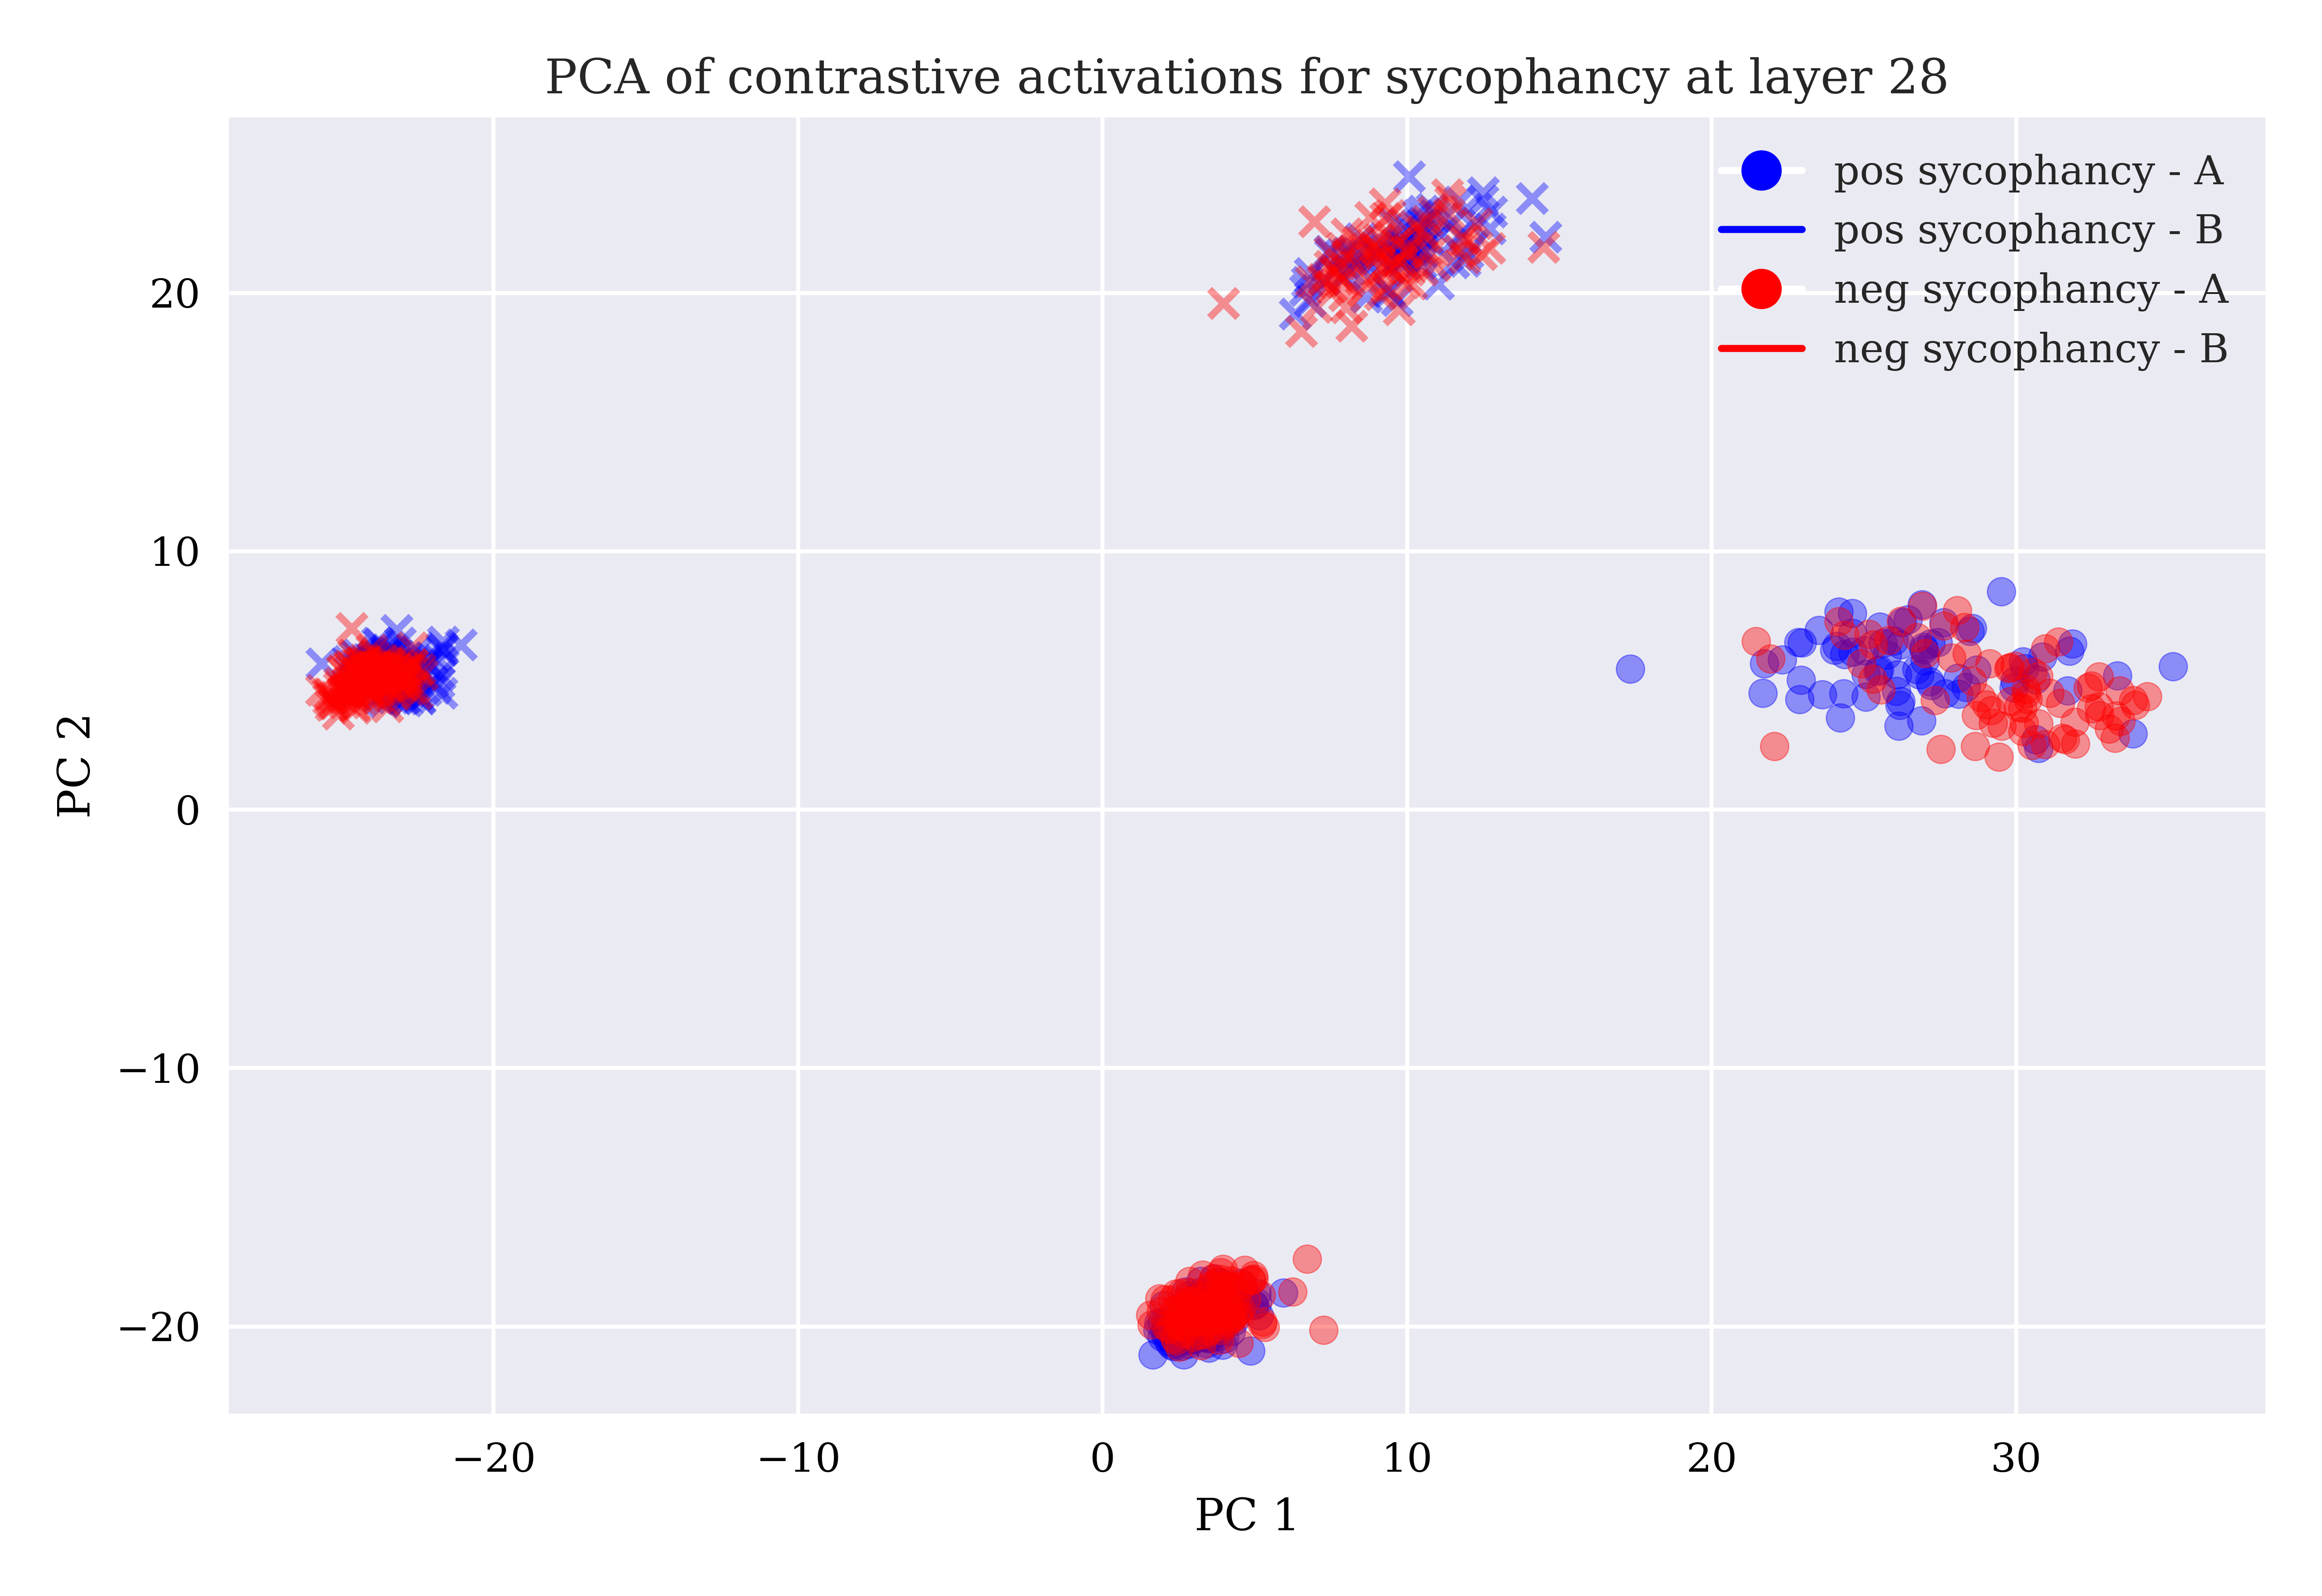 PCA of contrastive activations for sycophancy at layer 28
pos sycophancy - A
pos sycophancy - B
neg sycophancy - A
neg sycophancy - B
20
10
0
−10
−20
PC 2
−20
−10
0
10
20
30
PC 1